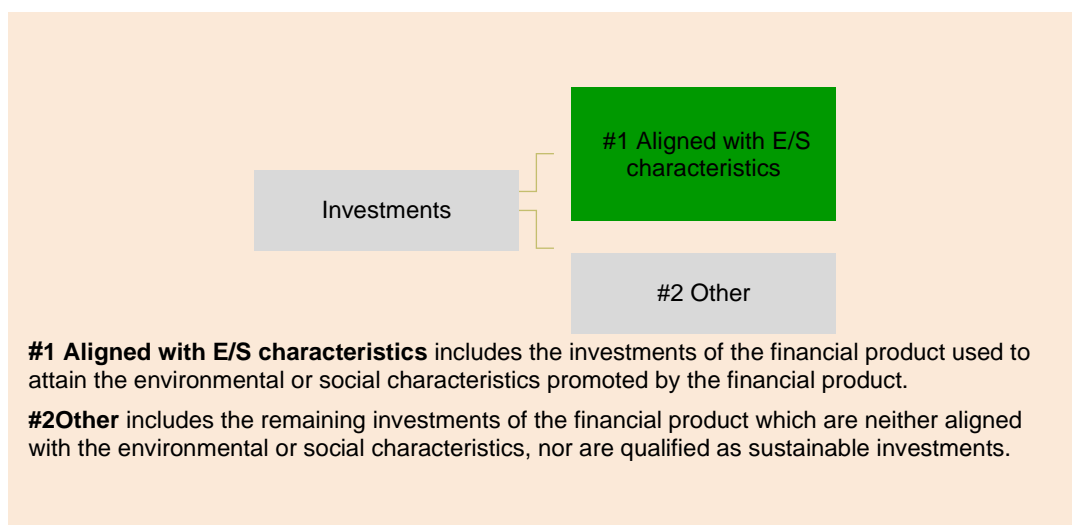 #1 Aligned with E/S
characteristics
Investments
#2 Other
#1 Aligned with E/S characteristics includes the investments of the financial product used to
attain the environmental or social characteristics promoted by the financial product.
#2Other includes the remaining investments of the financial product which are neither aligned
with the environmental or social characteristics, nor are qualified as sustainable investments.